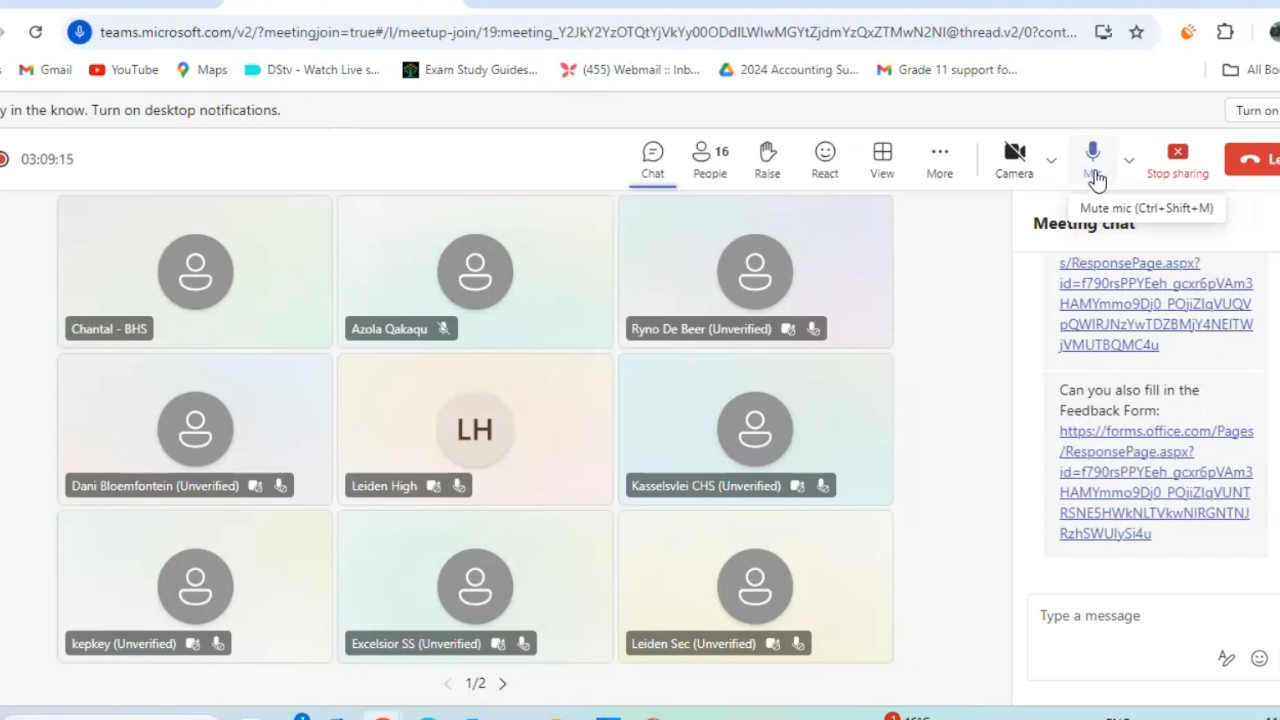 teams.microsoft.com/v2/?meetingjoin=true#/l/meetup-join/19:meeting_Y2JkY2YzOTQtYjVkYy00ODdlLWIwMGYtZjdmYzQxZTMwN2Nl@thread.v2/0?cont...
Gmail YouTube Maps DStv - Watch Live s... Exam Study Guides... (455) Webmail :: Inb... 2024 Accounting Su... Grade 11 support fo... All Bo
y in the know. Turn on desktop notifications. Turn on
03:09:15
16
Chat People Raise React View More Camera Stop sharing Le
Mute mic (Ctrl+Shift+M)
Meeting chat
s/ResponsePage.aspx?
id=f790rsPPYEeh_gcxr6pVAm3
HAMYmmo9Dj0_POjiZIqVUQV
pQWlRJNzYwTDZBMjY4NElTW
jVMUTBQMC4u
Chantal - BHS Azola Qakaqu Ryno De Beer (Unverified)
Can you also fill in the
Feedback Form:
https://forms.office.com/Pages
/ResponsePage.aspx?
id=f790rsPPYEeh_gcxr6pVAm3
HAMYmmo9Dj0_POjiZIqVUNT
RSNE5HWkNLTVkwNlRGNTNJ
RzhSWUlySi4u
LH
Dani Bloemfontein (Unverified) Leiden High Kasselsvlei CHS (Unverified)
kepkey (Unverified) Excelsior SS (Unverified) Leiden Sec (Unverified)
Type a message
1/2